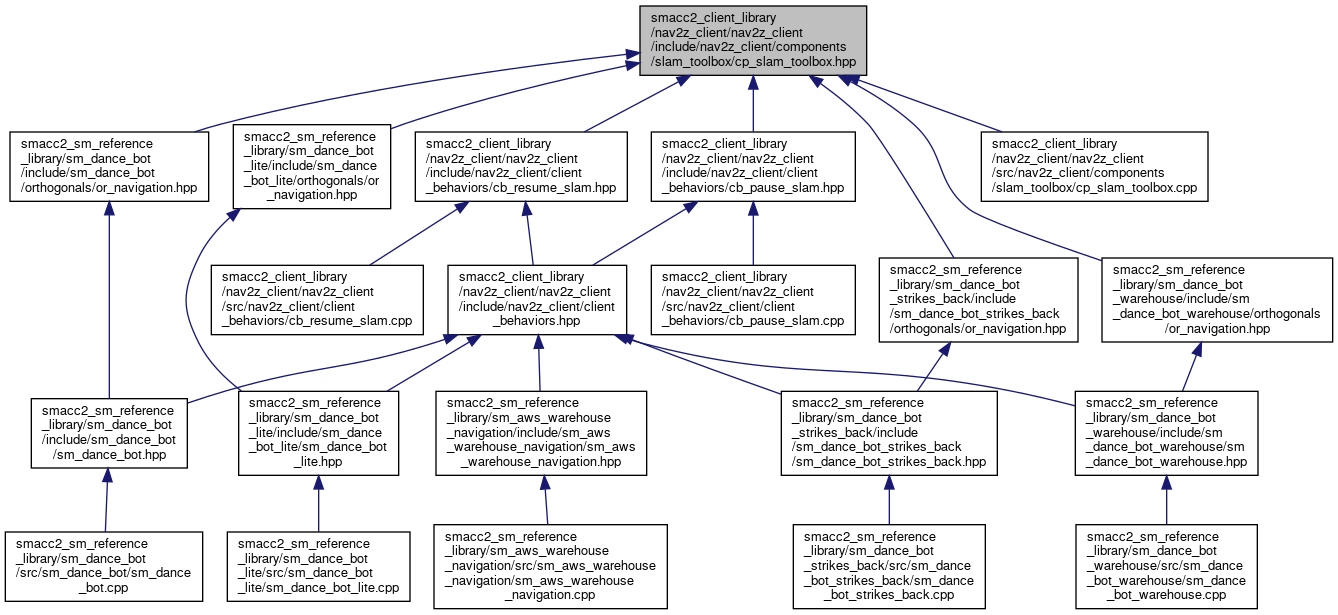 smacc2_client_library
/nav2z_client/nav2z_client
/include/nav2z_client/components
/slam_toolbox/cp_slam_toolbox.hpp
smacc2_sm_reference
_library/sm_dance_bot
/include/sm_dance_bot
/orthogonals/or_navigation.hpp
smacc2_sm_reference
_library/sm_dance_bot
_lite/include/sm_dance
_bot_lite/orthogonals/or
_navigation.hpp
smacc2_client_library
/nav2z_client/nav2z_client
/include/nav2z_client/client
_behaviors/cb_resume_slam.hpp
smacc2_client_library
/nav2z_client/nav2z_client
/include/nav2z_client/client
_behaviors/cb_pause_slam.hpp
smacc2_client_library
/nav2z_client/nav2z_client
/src/nav2z_client/components
/slam_toolbox/cp_slam_toolbox.cpp
smacc2_client_library
/nav2z_client/nav2z_client
/src/nav2z_client/client
_behaviors/cb_resume_slam.cpp
smacc2_client_library
/nav2z_client/nav2z_client
/include/nav2z_client/client
_behaviors.hpp
smacc2_client_library
/nav2z_client/nav2z_client
/src/nav2z_client/client
_behaviors/cb_pause_slam.cpp
smacc2_sm_reference
_library/sm_dance_bot
_strikes_back/include
/sm_dance_bot_strikes_back
/orthogonals/or_navigation.hpp
smacc2_sm_reference
_library/sm_dance_bot
_warehouse/include/sm
_dance_bot_warehouse/orthogonals
/or_navigation.hpp
smacc2_sm_reference
_library/sm_dance_bot
/include/sm_dance_bot
/sm_dance_bot.hpp
smacc2_sm_reference
_library/sm_dance_bot
_lite/include/sm_dance
_bot_lite/sm_dance_bot
_lite.hpp
smacc2_sm_reference
_library/sm_aws_warehouse
_navigation/include/sm_aws
_warehouse_navigation/sm_aws
_warehouse_navigation.hpp
smacc2_sm_reference
_library/sm_dance_bot
_strikes_back/include
/sm_dance_bot_strikes_back
/sm_dance_bot_strikes_back.hpp
smacc2_sm_reference
_library/sm_dance_bot
_warehouse/include/sm
_dance_bot_warehouse/sm
_dance_bot_warehouse.hpp
smacc2_sm_reference
_library/sm_dance_bot
/src/sm_dance_bot/sm_dance
_bot.cpp
smacc2_sm_reference
_library/sm_dance_bot
_lite/src/sm_dance_bot
_lite/sm_dance_bot_lite.cpp
smacc2_sm_reference
_library/sm_aws_warehouse
_navigation/src/sm_aws_warehouse
_navigation/sm_aws_warehouse
_navigation.cpp
smacc2_sm_reference
_library/sm_dance_bot
_strikes_back/src/sm_dance
_bot_strikes_back/sm_dance
_bot_strikes_back.cpp
smacc2_sm_reference
_library/sm_dance_bot
_warehouse/src/sm_dance
_bot_warehouse/sm_dance
_bot_warehouse.cpp